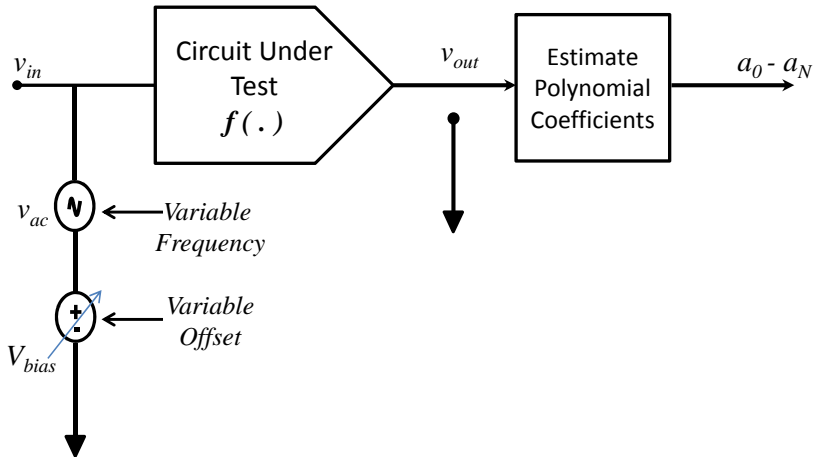 v_in
Circuit Under
Test
f ( . )
v_out
Estimate
Polynomial
Coefficients
a_0 - a_N
v_ac
Variable
Frequency
+
-
Variable
Offset
V_bias